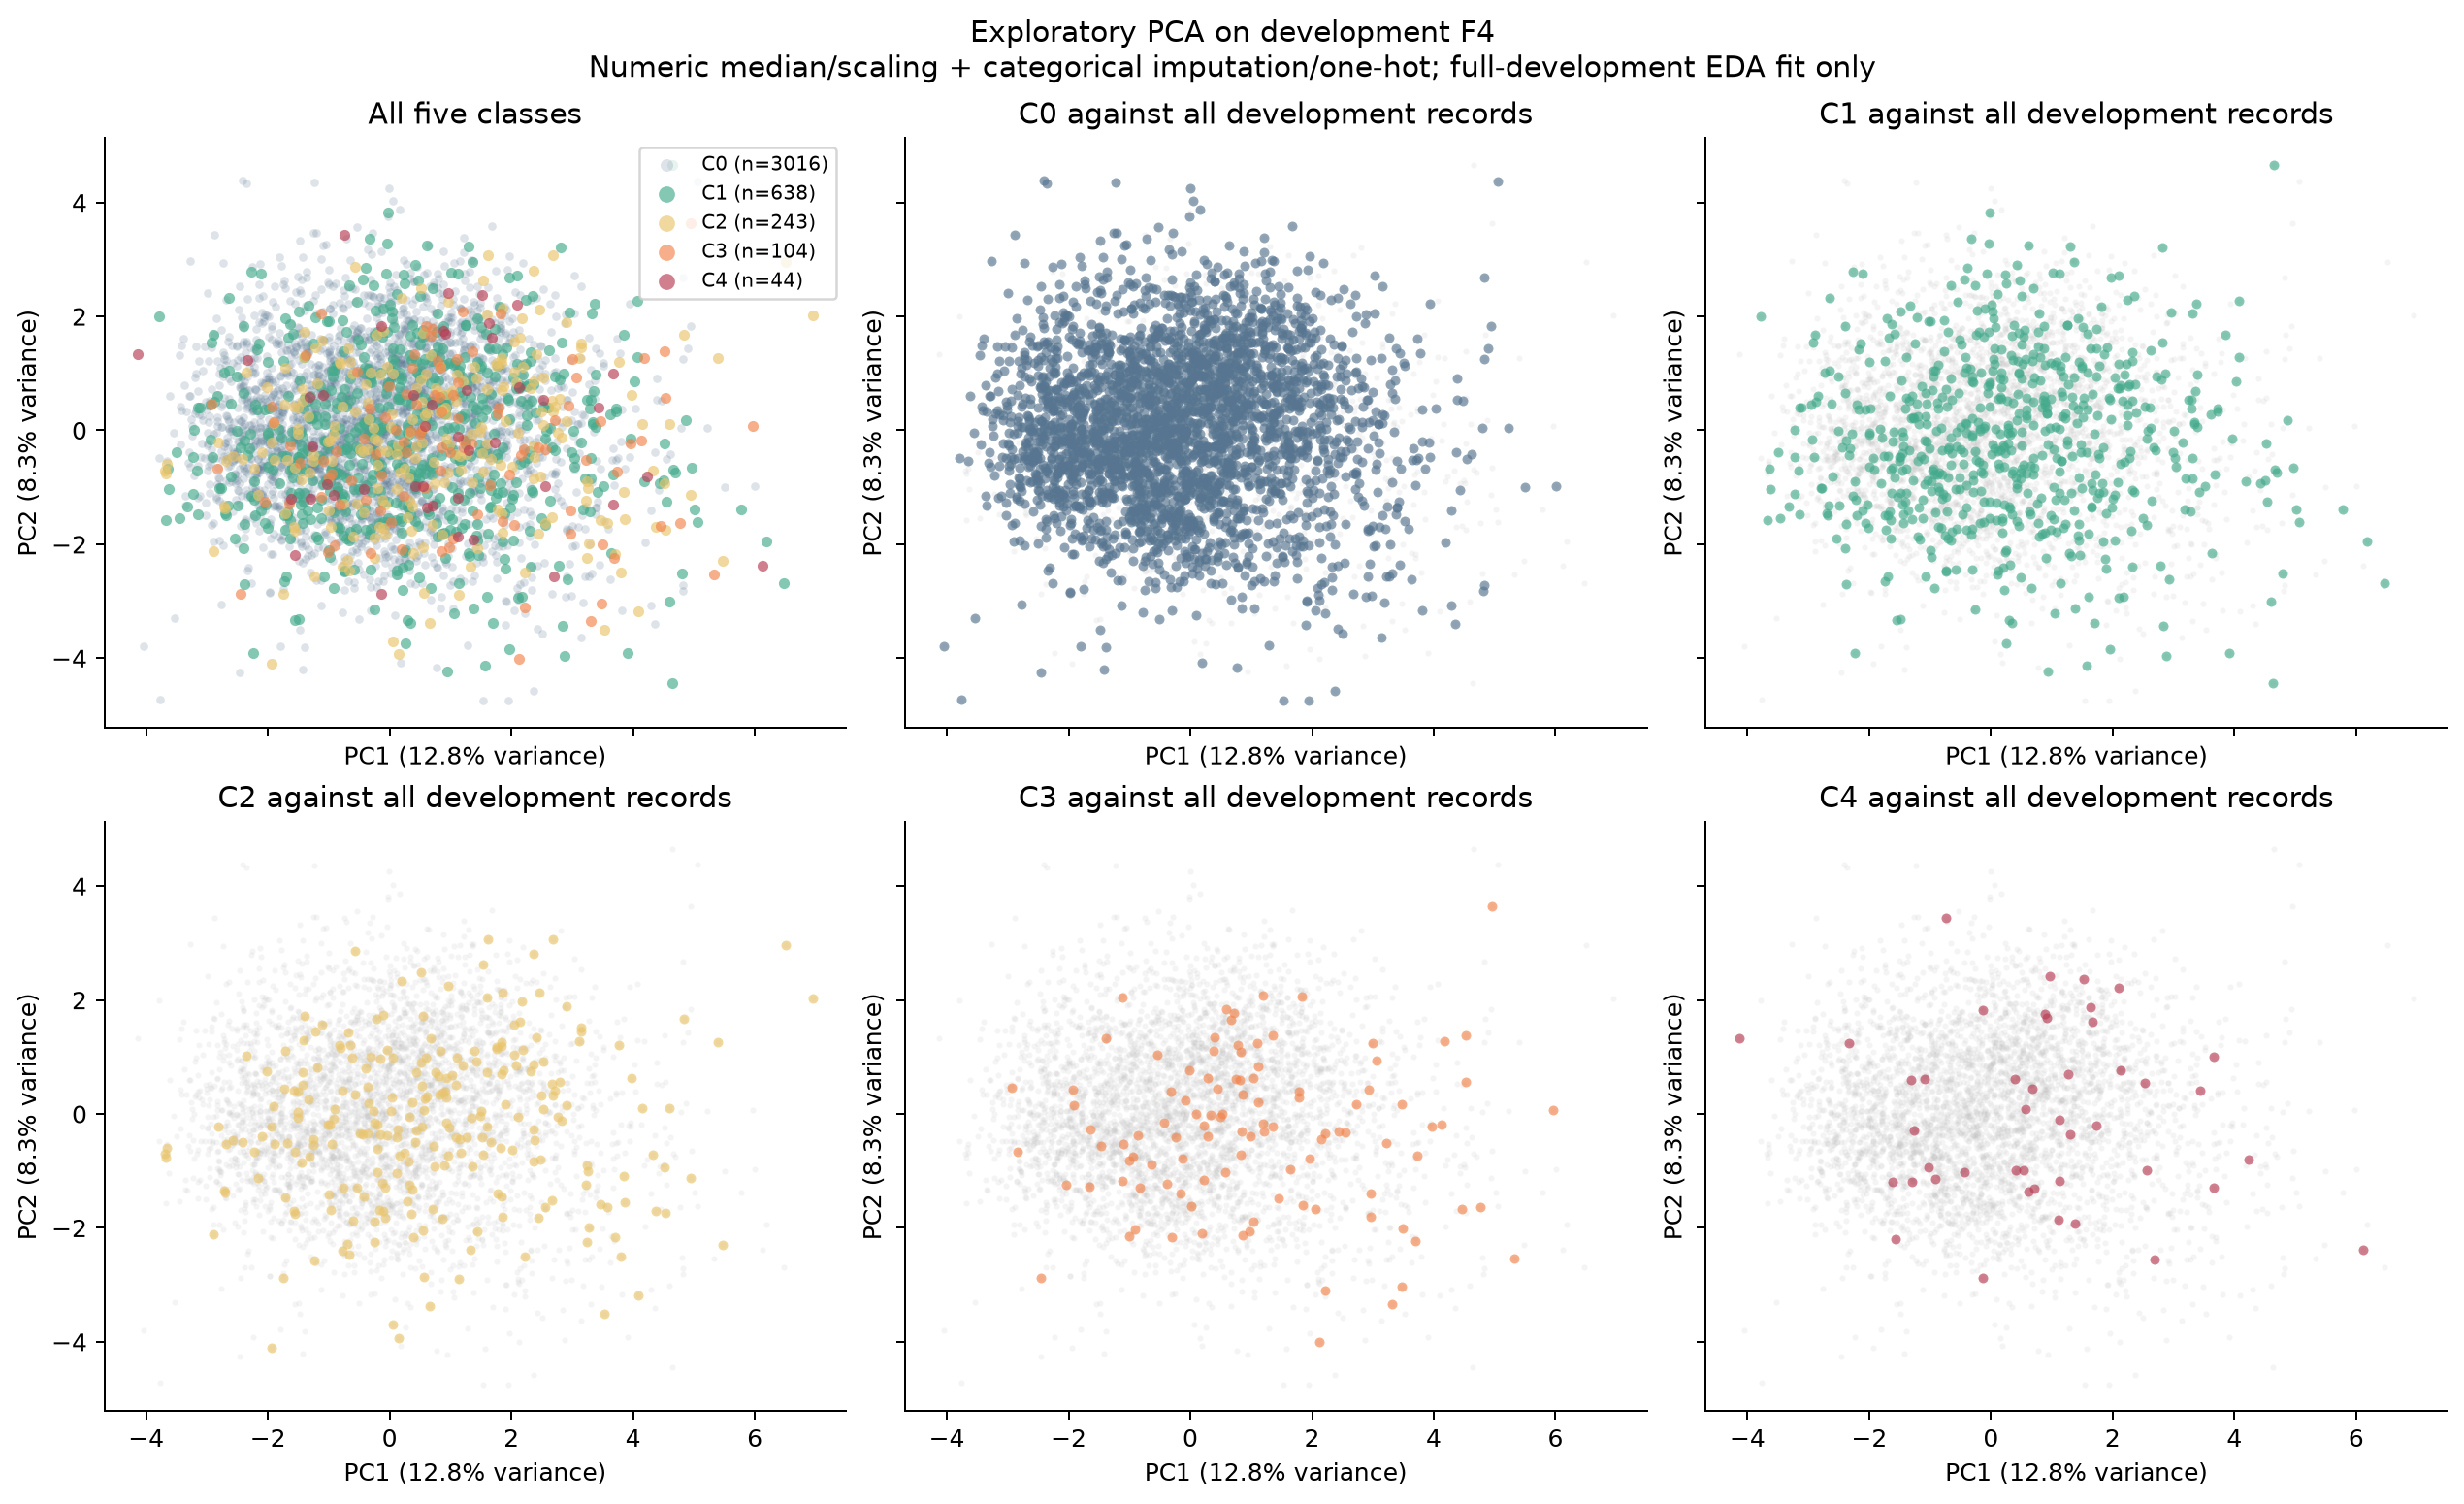 Exploratory PCA on development F4
Numeric median/scaling + categorical imputation/one-hot; full-development EDA fit only
All five classes
C0 (n=3016)
C1 (n=638)
C2 (n=243)
C3 (n=104)
C4 (n=44)
4
2
0
−2
−4
PC2 (8.3% variance)
PC1 (12.8% variance)
C0 against all development records
PC2 (8.3% variance)
PC1 (12.8% variance)
C1 against all development records
PC2 (8.3% variance)
PC1 (12.8% variance)
C2 against all development records
4
2
0
−2
−4
PC2 (8.3% variance)
−4 −2 0 2 4 6
PC1 (12.8% variance)
C3 against all development records
PC2 (8.3% variance)
−4 −2 0 2 4 6
PC1 (12.8% variance)
C4 against all development records
PC2 (8.3% variance)
−4 −2 0 2 4 6
PC1 (12.8% variance)